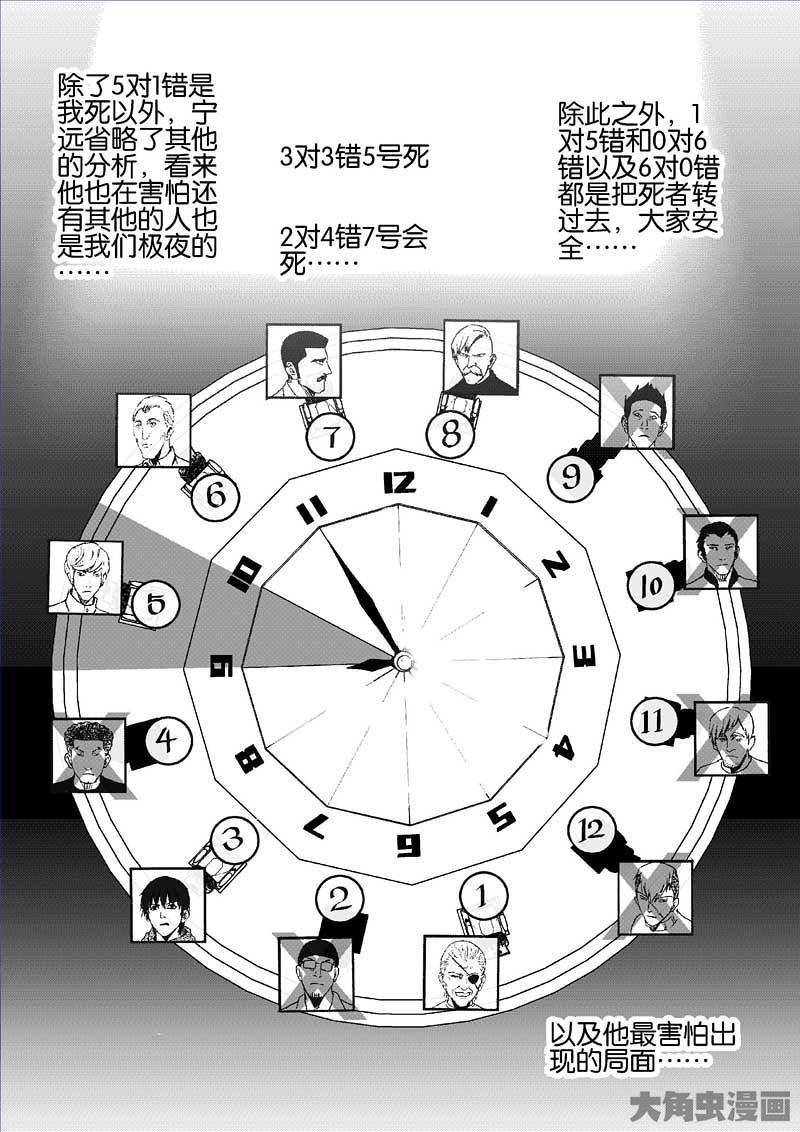 除了5对1错是
我死以外，宁
远省略了其他
的分析，看来
他也在害怕还
有其他的人也
是我们极夜的
……
3对3错5号死
2对4错7号会
死……
除此之外，1
对5错和0对6
错以及6对0错
都是把死者转
过去，大家安
全……
7
8
6
9
5
10
4
11
3
12
2
1
12
1
2
3
4
5
6
7
8
9
10
11
以及他最害怕出
现的局面……
大角虫漫画